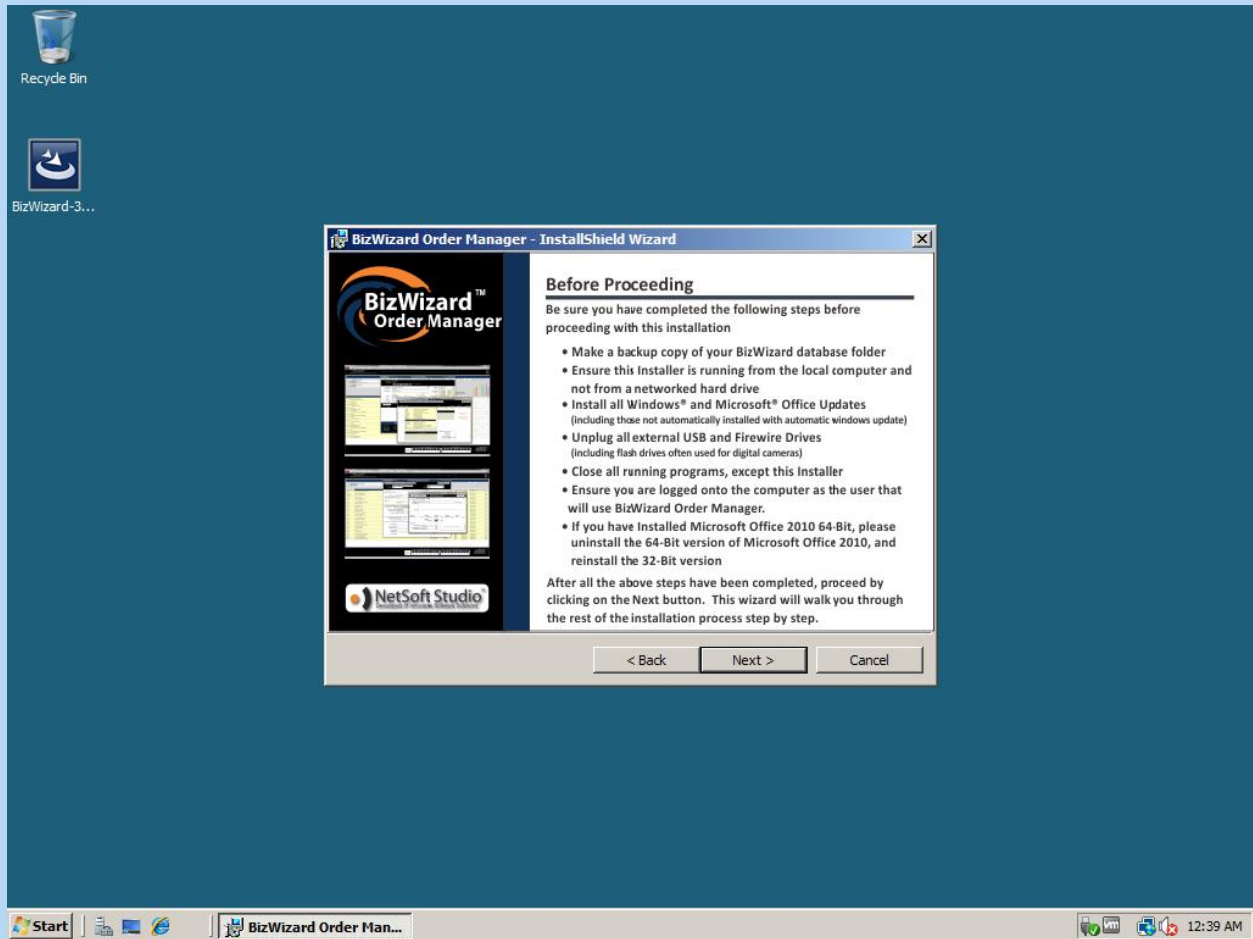 Recycle Bin
BizWizard-3...
BizWizard Order Manager - InstallShield Wizard
BizWizard™
Order Manager
NetSoft Studio
Before Proceeding
Be sure you have completed the following steps before
proceeding with this installation
• Make a backup copy of your BizWizard database folder
• Ensure this Installer is running from the local computer and
not from a networked hard drive
• Install all Windows® and Microsoft® Office Updates
(including those not automatically installed with automatic windows update)
• Unplug all external USB and Firewire Drives
(including flash drives often used for digital cameras)
• Close all running programs, except this Installer
• Ensure you are logged onto the computer as the user that
will use BizWizard Order Manager.
• If you have Installed Microsoft Office 2010 64-Bit, please
uninstall the 64-Bit version of Microsoft Office 2010, and
reinstall the 32-Bit version
After all the above steps have been completed, proceed by
clicking on the Next button. This wizard will walk you through
the rest of the installation process step by step.
< Back Next > Cancel
Start BizWizard Order Man... 12:39 AM